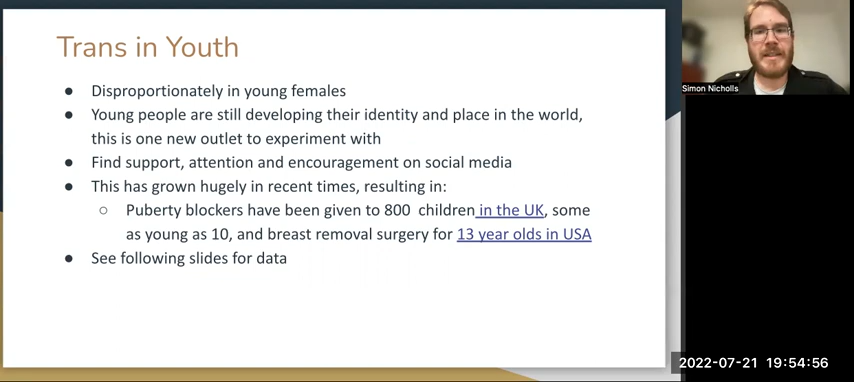 Trans in Youth
Disproportionately in young females
Young people are still developing their identity and place in the world,
this is one new outlet to experiment with
Find support, attention and encouragement on social media
This has grown hugely in recent times, resulting in:
Puberty blockers have been given to 800 children in the UK, some
as young as 10, and breast removal surgery for 13 year olds in USA
See following slides for data
Simon Nicholls
2022-07-21 19:54:56